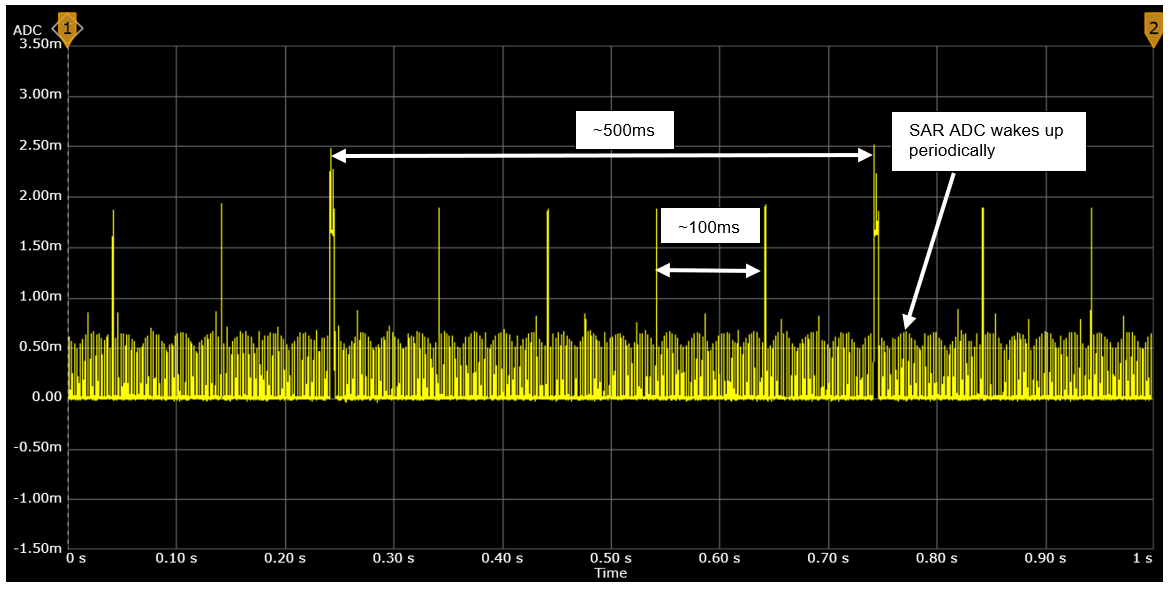 1
2
ADC
3.50m
3.00m
2.50m
2.00m
1.50m
1.00m
0.50m
0.00
-0.50m
-1.00m
-1.50m
~500ms
SAR ADC wakes up
periodically
~100ms
0 s
0.10 s
0.20 s
0.30 s
0.40 s
0.50 s
0.60 s
0.70 s
0.80 s
0.90 s
1 s
Time